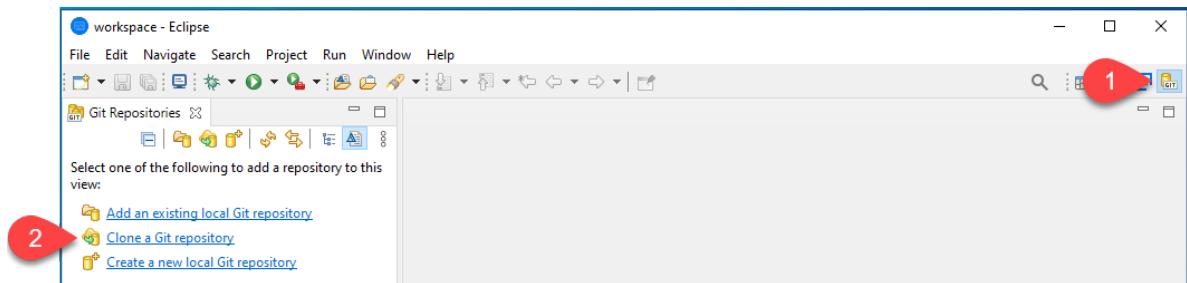 workspace - Eclipse
File Edit Navigate Search Project Run Window Help
1
GIT
GIT Git Repositories
Select one of the following to add a repository to this
view:
Add an existing local Git repository
2 Clone a Git repository
Create a new local Git repository